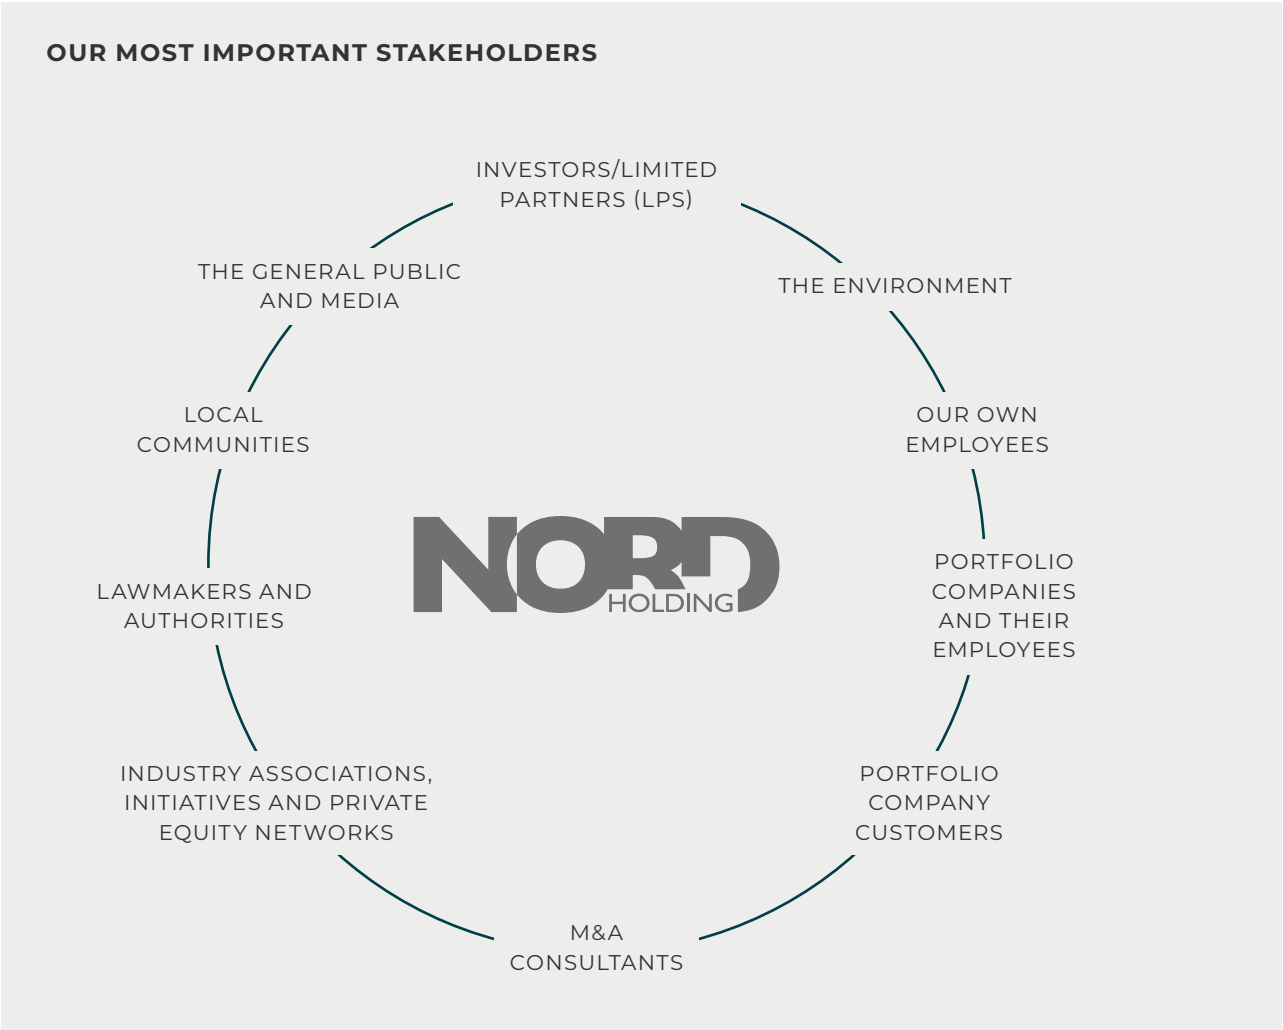 OUR MOST IMPORTANT STAKEHOLDERS
INVESTORS/LIMITED
PARTNERS (LPS)
THE ENVIRONMENT
OUR OWN
EMPLOYEES
PORTFOLIO
COMPANIES
AND THEIR
EMPLOYEES
PORTFOLIO
COMPANY
CUSTOMERS
M&A
CONSULTANTS
INDUSTRY ASSOCIATIONS,
INITIATIVES AND PRIVATE
EQUITY NETWORKS
LAWMAKERS AND
AUTHORITIES
LOCAL
COMMUNITIES
THE GENERAL PUBLIC
AND MEDIA
NORD
HOLDING